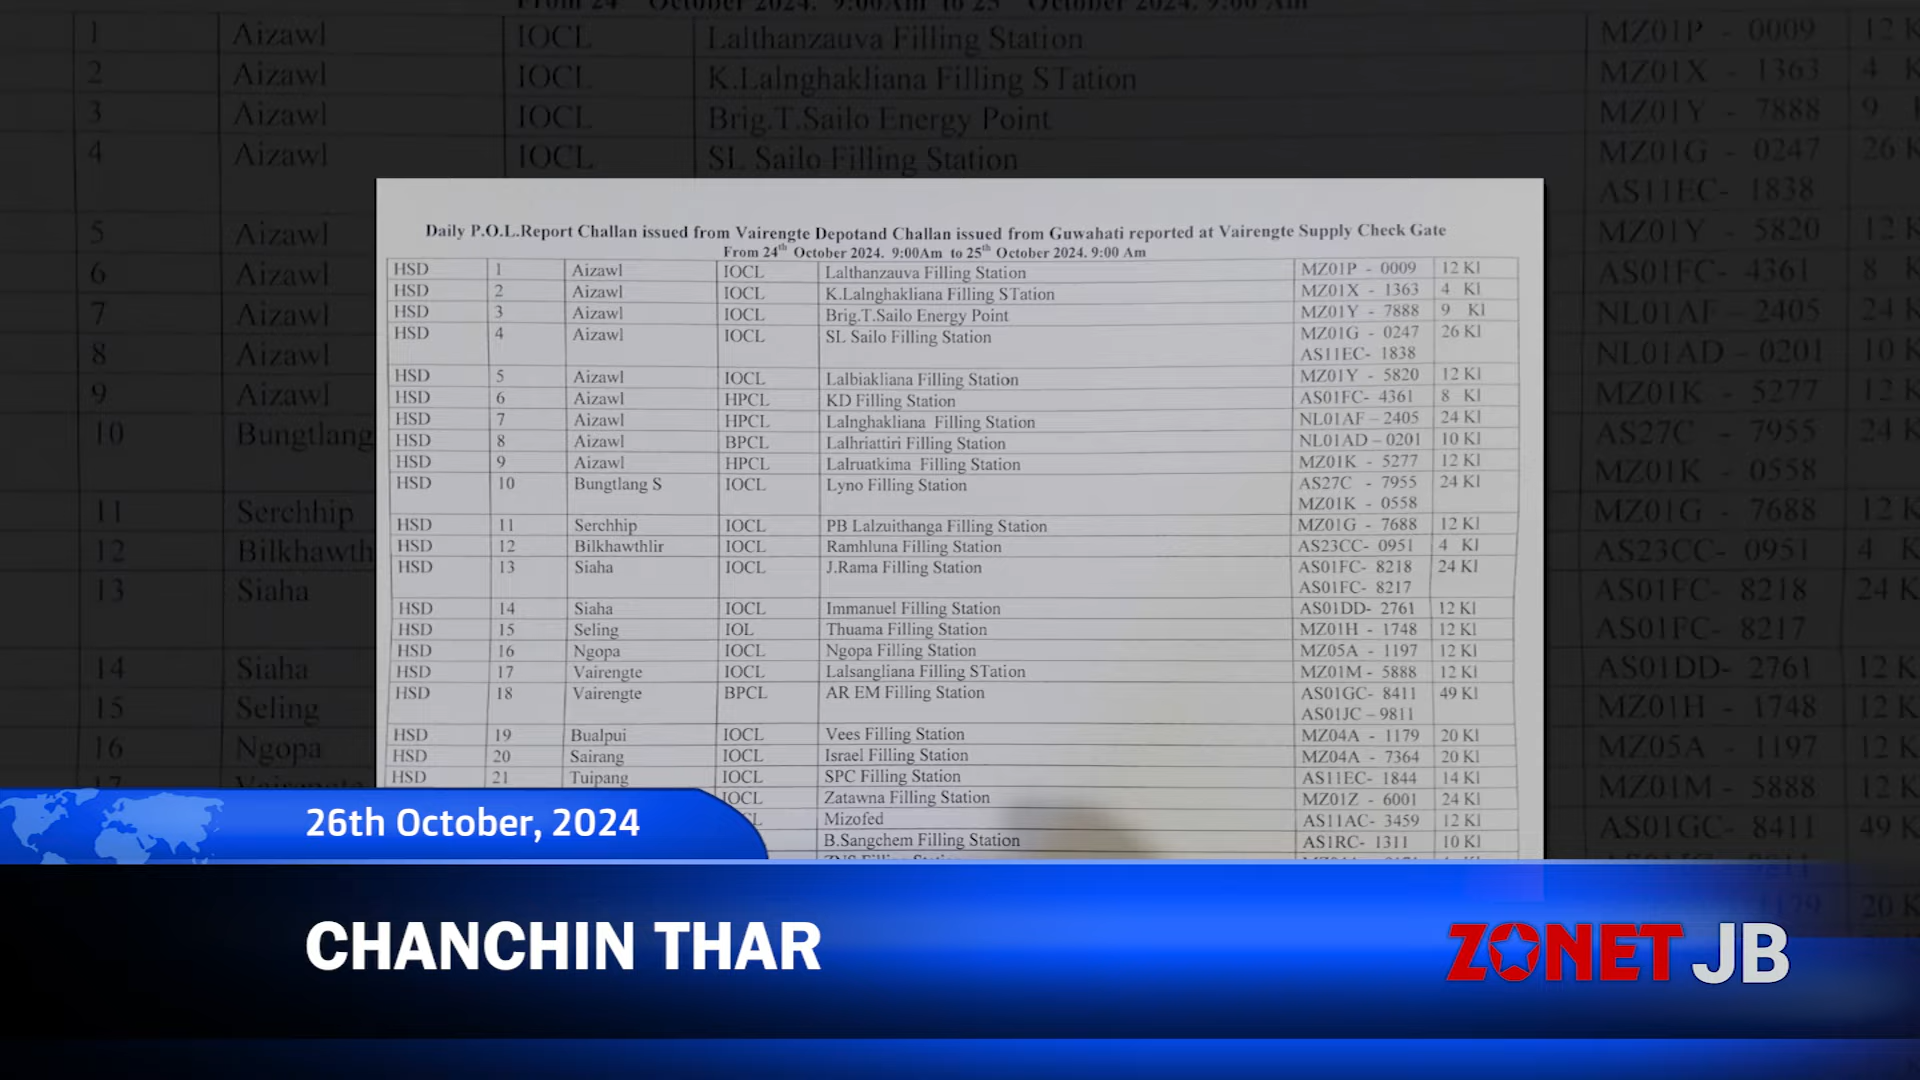 Daily P.O.L.Report Challan issued from Vairengte Depotand Challan issued from Guwahati reported at Vairengte Supply Check Gate
From 24th October 2024. 9:00Am to 25th October 2024. 9:00 Am
HSD 1 Aizawl IOCL Lalthanzauva Filling Station MZ01P - 0009 12 Kl
HSD 2 Aizawl IOCL K.Lalnghakliana Filling STation MZ01X - 1363 4 Kl
HSD 3 Aizawl IOCL Brig.T.Sailo Energy Point MZ01Y - 7888 9 Kl
HSD 4 Aizawl IOCL SL Sailo Filling Station MZ01G - 0247 26 Kl
AS11EC- 1838
HSD 5 Aizawl IOCL Lalbiakliana Filling Station MZ01Y - 5820 12 Kl
HSD 6 Aizawl HPCL KD Filling Station AS01FC- 4361 8 Kl
HSD 7 Aizawl HPCL Lalnghakliana Filling Station NL01AF – 2405 24 Kl
HSD 8 Aizawl BPCL Lalhriattiri Filling Station NL01AD – 0201 10 Kl
HSD 9 Aizawl HPCL Lalruatkima Filling Station MZ01K - 5277 12 Kl
HSD 10 Bungtlang S IOCL Lyno Filling Station AS27C - 7955 24 Kl
MZ01K - 0558
HSD 11 Serchhip IOCL PB Lalzuithanga Filling Station MZ01G - 7688 12 Kl
HSD 12 Bilkhawthlir IOCL Ramhluna Filling Station AS23CC- 0951 4 Kl
HSD 13 Siaha IOCL J.Rama Filling Station AS01FC- 8218 24 Kl
AS01FC- 8217
HSD 14 Siaha IOCL Immanuel Filling Station AS01DD- 2761 12 Kl
HSD 15 Seling IOL Thuama Filling Station MZ01H - 1748 12 Kl
HSD 16 Ngopa IOCL Ngopa Filling Station MZ05A - 1197 12 Kl
HSD 17 Vairengte IOCL Lalsangliana Filling STation MZ01M - 5888 12 Kl
HSD 18 Vairengte BPCL AR EM Filling Station AS01GC- 8411 49 Kl
AS01JC – 9811
HSD 19 Bualpui IOCL Vees Filling Station MZ04A - 1179 20 Kl
HSD 20 Sairang IOCL Israel Filling Station MZ04A - 7364 20 Kl
HSD 21 Tuipang IOCL SPC Filling Station AS11EC- 1844 14 Kl
IOCL Zatawna Filling Station MZ01Z - 6001 24 Kl
Mizofed AS11AC- 3459 12 Kl
B.Sangchem Filling Station AS1RC- 1311 10 Kl
26th October, 2024
CHANCHIN THAR
ZONET JB